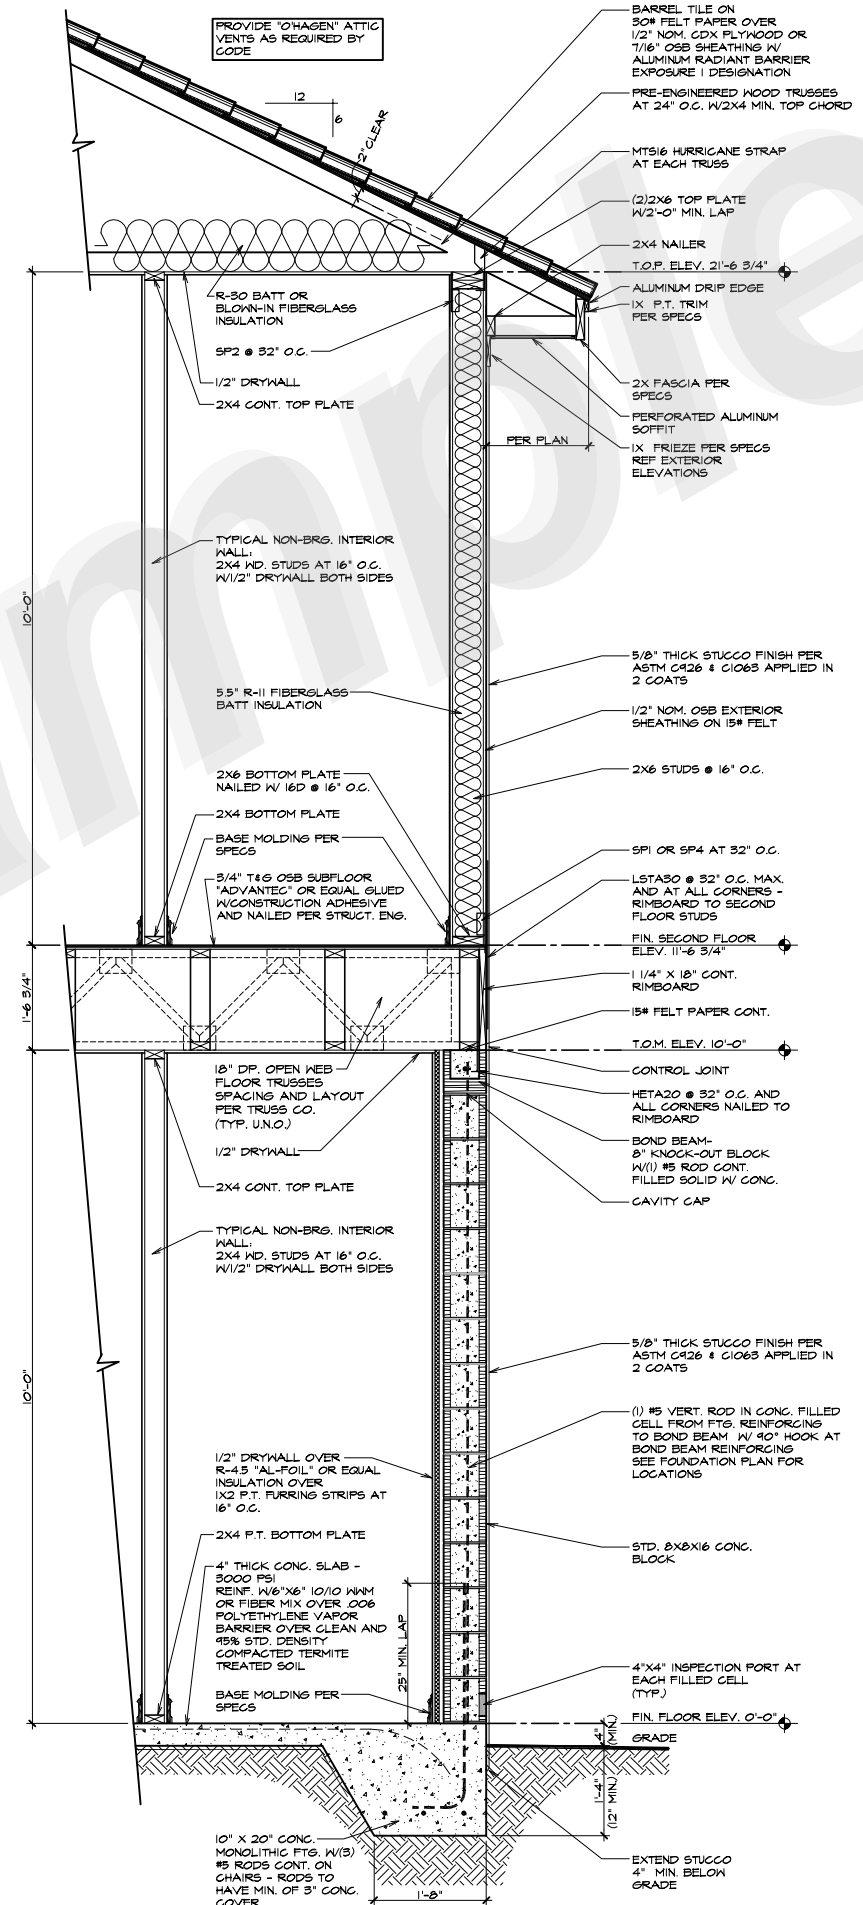 PROVIDE "O'HAGEN" ATTIC
VENTS AS REQUIRED BY
CODE
12
6
2" CLEAR
BARREL TILE ON
30# FELT PAPER OVER
1/2" NOM. CDX PLYWOOD OR
7/16" OSB SHEATHING W/
ALUMINUM RADIANT BARRIER
EXPOSURE 1 DESIGNATION
PRE-ENGINEERED WOOD TRUSSES
AT 24" O.C. W/2X4 MIN. TOP CHORD
MTS16 HURRICANE STRAP
AT EACH TRUSS
(2)2X6 TOP PLATE
W/2'-0" MIN. LAP
2X4 NAILER
T.O.P. ELEV. 21'-6 3/4"
ALUMINUM DRIP EDGE
1X P.T. TRIM
PER SPECS
2X FASCIA PER
SPECS
PERFORATED ALUMINUM
SOFFIT
1X FRIEZE PER SPECS
REF EXTERIOR
ELEVATIONS
PER PLAN
R-30 BATT OR
BLOWN-IN FIBERGLASS
INSULATION
SP2 @ 32" O.C.
1/2" DRYWALL
2X4 CONT. TOP PLATE
TYPICAL NON-BRG. INTERIOR
WALL:
2X4 WD. STUDS AT 16" O.C.
W/1/2" DRYWALL BOTH SIDES
10'-0"
5.5" R-11 FIBERGLASS
BATT INSULATION
2X6 BOTTOM PLATE
NAILED W/ 16D @ 16" O.C.
2X4 BOTTOM PLATE
BASE MOLDING PER
SPECS
3/4" T&G OSB SUBFLOOR
"ADVANTEC" OR EQUAL GLUED
W/CONSTRUCTION ADHESIVE
AND NAILED PER STRUCT. ENG.
5/8" THICK STUCCO FINISH PER
ASTM C926 & C1063 APPLIED IN
2 COATS
1/2" NOM. OSB EXTERIOR
SHEATHING ON 15# FELT
2X6 STUDS @ 16" O.C.
SP1 OR SP4 AT 32" O.C.
LSTA30 @ 32" O.C. MAX.
AND AT ALL CORNERS -
RIMBOARD TO SECOND
FLOOR STUDS
FIN. SECOND FLOOR
ELEV. 11'-6 3/4"
1 1/4" X 18" CONT.
RIMBOARD
15# FELT PAPER CONT.
T.O.M. ELEV. 10'-0"
CONTROL JOINT
HETA20 @ 32" O.C. AND
ALL CORNERS NAILED TO
RIMBOARD
BOND BEAM-
8" KNOCK-OUT BLOCK
W/(1) #5 ROD CONT.
FILLED SOLID W/ CONC.
CAVITY CAP
1'-6 3/4"
18" DP. OPEN WEB
FLOOR TRUSSES
SPACING AND LAYOUT
PER TRUSS CO.
(TYP. U.N.O.)
1/2" DRYWALL
2X4 CONT. TOP PLATE
TYPICAL NON-BRG. INTERIOR
WALL:
2X4 WD. STUDS AT 16" O.C.
W/1/2" DRYWALL BOTH SIDES
10'-0"
5/8" THICK STUCCO FINISH PER
ASTM C926 & C1063 APPLIED IN
2 COATS
(1) #5 VERT. ROD IN CONC. FILLED
CELL FROM FTG. REINFORCING
TO BOND BEAM W/ 90° HOOK AT
BOND BEAM REINFORCING
SEE FOUNDATION PLAN FOR
LOCATIONS
STD. 8X8X16 CONC.
BLOCK
1/2" DRYWALL OVER
R-4.5 "AL-FOIL" OR EQUAL
INSULATION OVER
1X2 P.T. FURRING STRIPS AT
16" O.C.
2X4 P.T. BOTTOM PLATE
4" THICK CONC. SLAB -
3000 PSI
REINF. W/6"X6" 10/10 WWM
OR FIBER MIX OVER .006
POLYETHYLENE VAPOR
BARRIER OVER CLEAN AND
95% STD. DENSITY
COMPACTED TERMITE
TREATED SOIL
BASE MOLDING PER
SPECS
25" MIN. LAP
4"X4" INSPECTION PORT AT
EACH FILLED CELL
(TYP.)
FIN. FLOOR ELEV. 0'-0"
GRADE
4"
(MIN.)
1'-4"
(12" MIN.)
10" X 20" CONC.
MONOLITHIC FTG. W/(3)
#5 RODS CONT. ON
CHAIRS - RODS TO
HAVE MIN. OF 3" CONC.
COVER
1'-8"
EXTEND STUCCO
4" MIN. BELOW
GRADE
ample